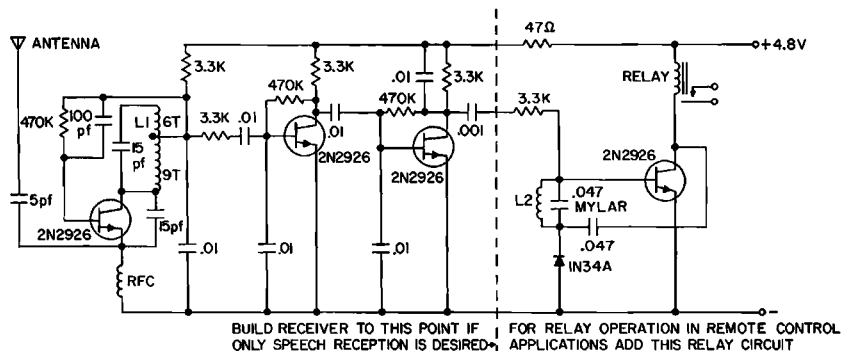 ANTENNA
47Ω
+4.8V
3.3K
3.3K
.01
3.3K
RELAY
470K
100
pf
L1
6T
3.3K
.01
470K
470K
3.3K
15
pf
.01
.001
9T
2N2926
2N2926
2N2926
L2
.047
MYLAR
5pf
2N2926
15pf
.047
RFC
.01
.01
.01
1N34A
-
BUILD RECEIVER TO THIS POINT IF
ONLY SPEECH RECEPTION IS DESIRED
FOR RELAY OPERATION IN REMOTE CONTROL
APPLICATIONS ADD THIS RELAY CIRCUIT